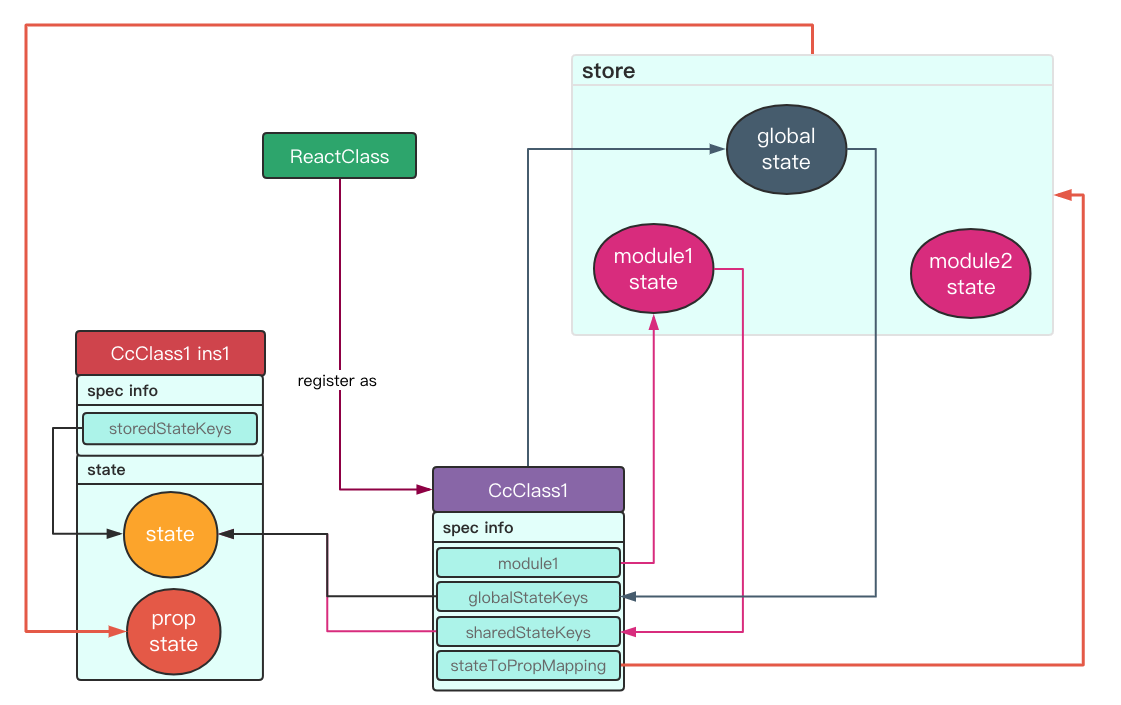 store
global
state
ReactClass
module1
state
module2
state
CcClass1 ins1
spec info
storedStateKeys
state
state
prop
state
register as
CcClass1
spec info
module1
globalStateKeys
sharedStateKeys
stateToPropMapping